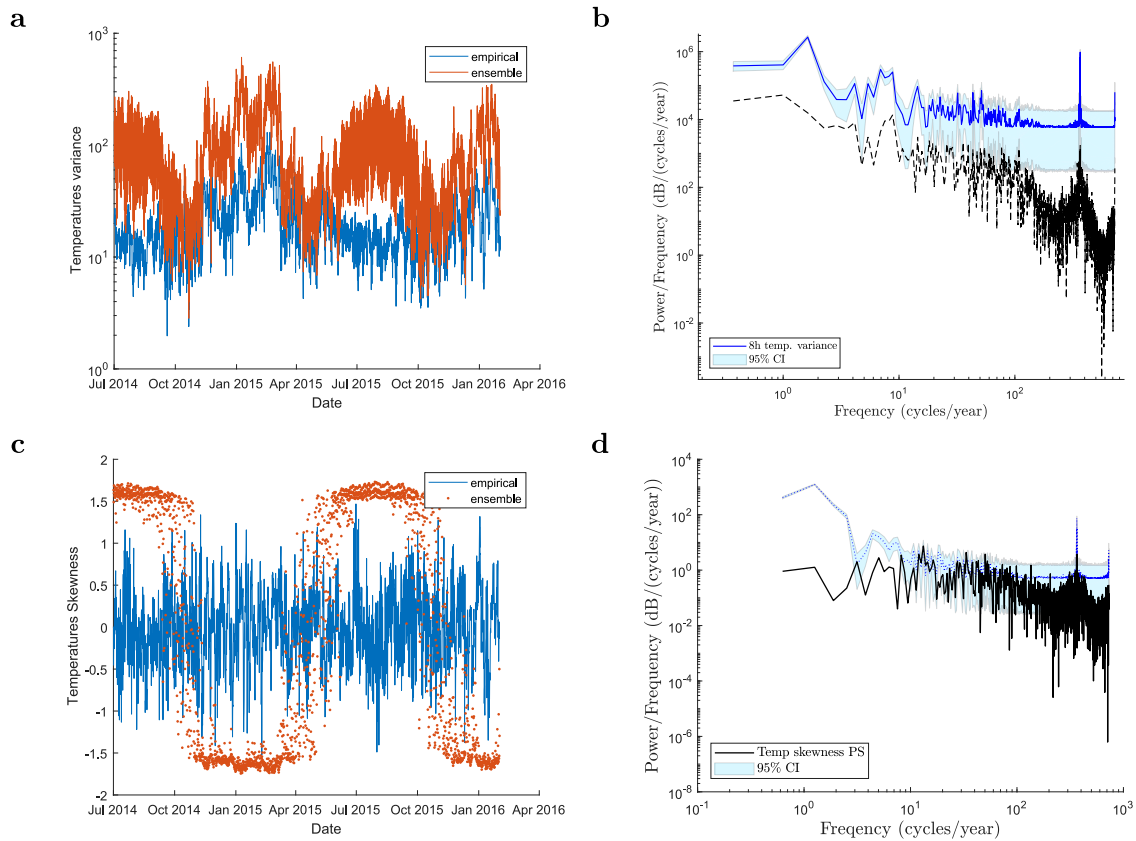 a
10^3
10^2
10^1
10^0
Temperatures variance
empirical
ensemble
Jul 2014 Oct 2014 Jan 2015 Apr 2015 Jul 2015 Oct 2015 Jan 2016 Apr 2016
Date
b
10^6
10^4
10^2
10^0
10^-2
Power/Frequency (dB/(cycles/year))
8h temp. variance
95% CI
10^0 10^1 10^2
Freqency (cycles/year)
c
2
1.5
1
0.5
0
-0.5
-1
-1.5
-2
Temperatures Skewness
empirical
ensemble
Jul 2014 Oct 2014 Jan 2015 Apr 2015 Jul 2015 Oct 2015 Jan 2016 Apr 2016
Date
d
10^4
10^2
10^0
10^-2
10^-4
10^-6
10^-8
Power/Frequency (dB/(cycles/year))
Temp skewness PS
95% CI
10^-1 10^0 10^1 10^2 10^3
Freqency (cycles/year)